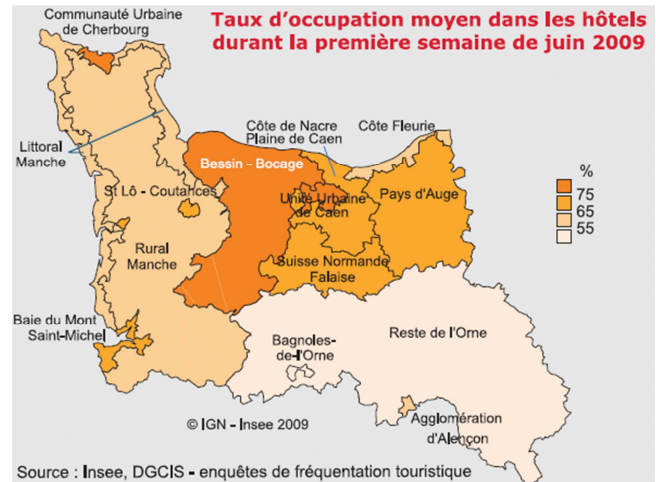 Taux d'occupation moyen dans les hôtels
durant la première semaine de juin 2009
Communauté Urbaine
de Cherbourg
Littoral
Manche
Bessin – Bocage
Côte de Nacre
Plaine de Caen
Côte Fleurie
St Lô - Coutances
Unité Urbaine
de Caen
Pays d'Auge
%
75
65
55
Rural
Manche
Suisse Normande
Falaise
Baie du Mont
Saint-Michel
Bagnoles-
de-l'Orne
Reste de l'Orne
© IGN - Insee 2009
Agglomération
d'Alençon
Source : Insee, DGCIS - enquêtes de fréquentation touristique